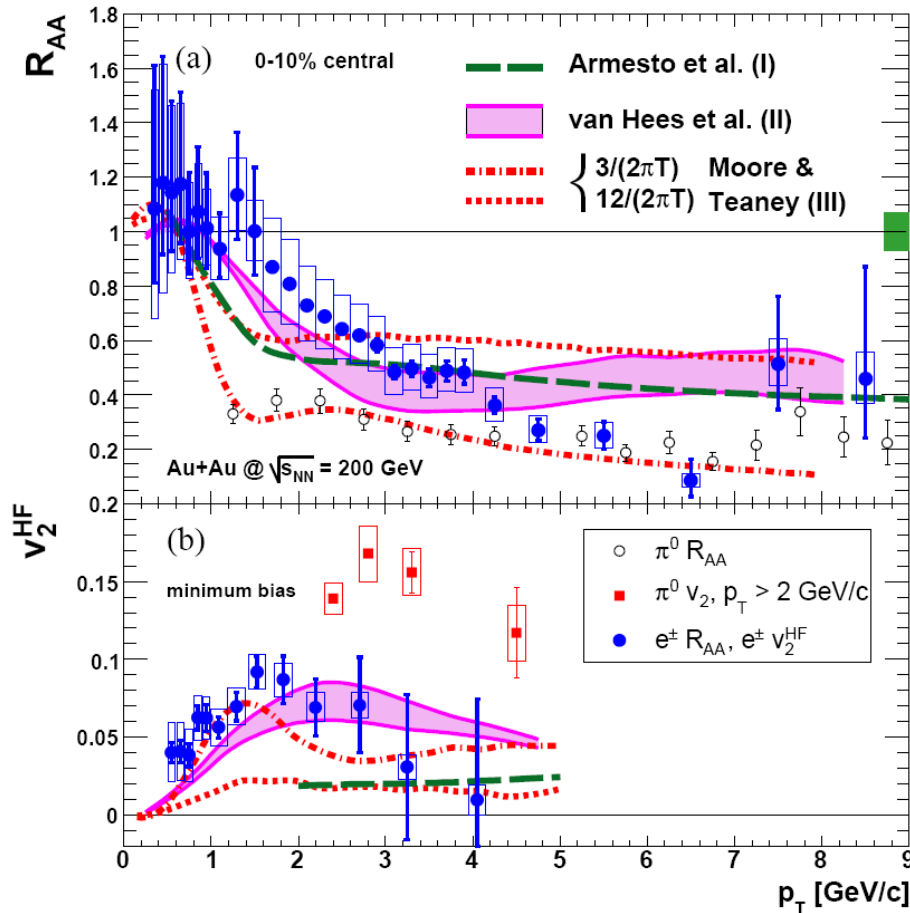 R_AA
1.8
1.6
1.4
1.2
1
0.8
0.6
0.4
0.2
(a)
0-10% central
Armesto et al. (I)
van Hees et al. (II)
3/(2πT) Moore &
12/(2πT) Teaney (III)
Au+Au @ √s_NN = 200 GeV
v_2^HF
0.2
0.15
0.1
0.05
0
(b)
minimum bias
π⁰ R_AA
π⁰ v_2, p_T > 2 GeV/c
e± R_AA, e± v_2^HF
0 1 2 3 4 5 6 7 8 9
p_T [GeV/c]